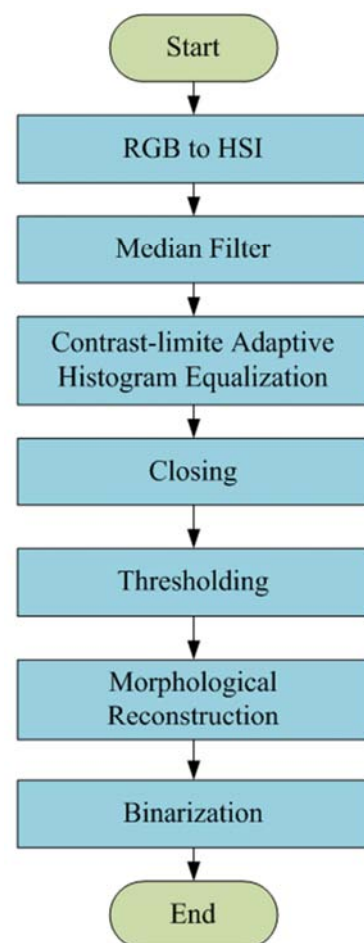 Start
RGB to HSI
Median Filter
Contrast-limite Adaptive
Histogram Equalization
Closing
Thresholding
Morphological
Reconstruction
Binarization
End